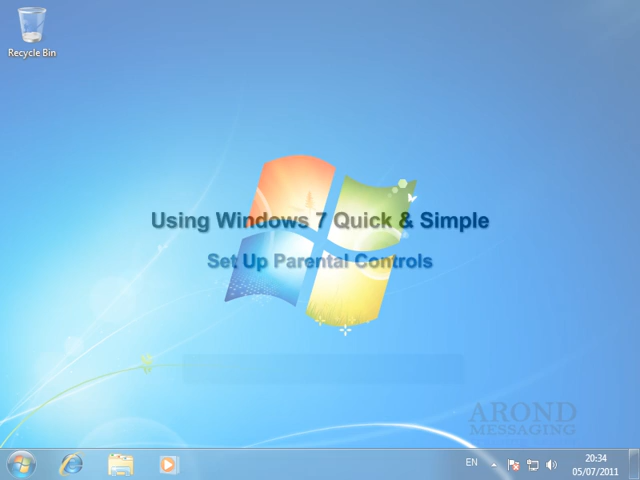 Recycle Bin
Using Windows 7 Quick & Simple
Set Up Parental Controls
AROND
MESSAGING
EN
20:34
05/07/2011